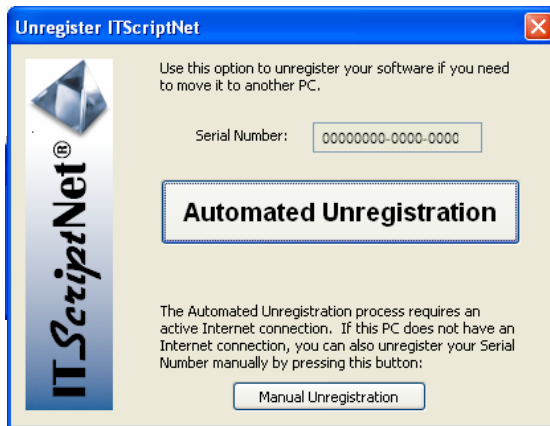 Unregister ITScriptNet
Use this option to unregister your software if you need
to move it to another PC.
Serial Number:
00000000-0000-0000
Automated Unregistration
ITScriptNet®
The Automated Unregistration process requires an
active Internet connection.  If this PC does not have an
Internet connection, you can also unregister your Serial
Number manually by pressing this button:
Manual Unregistration